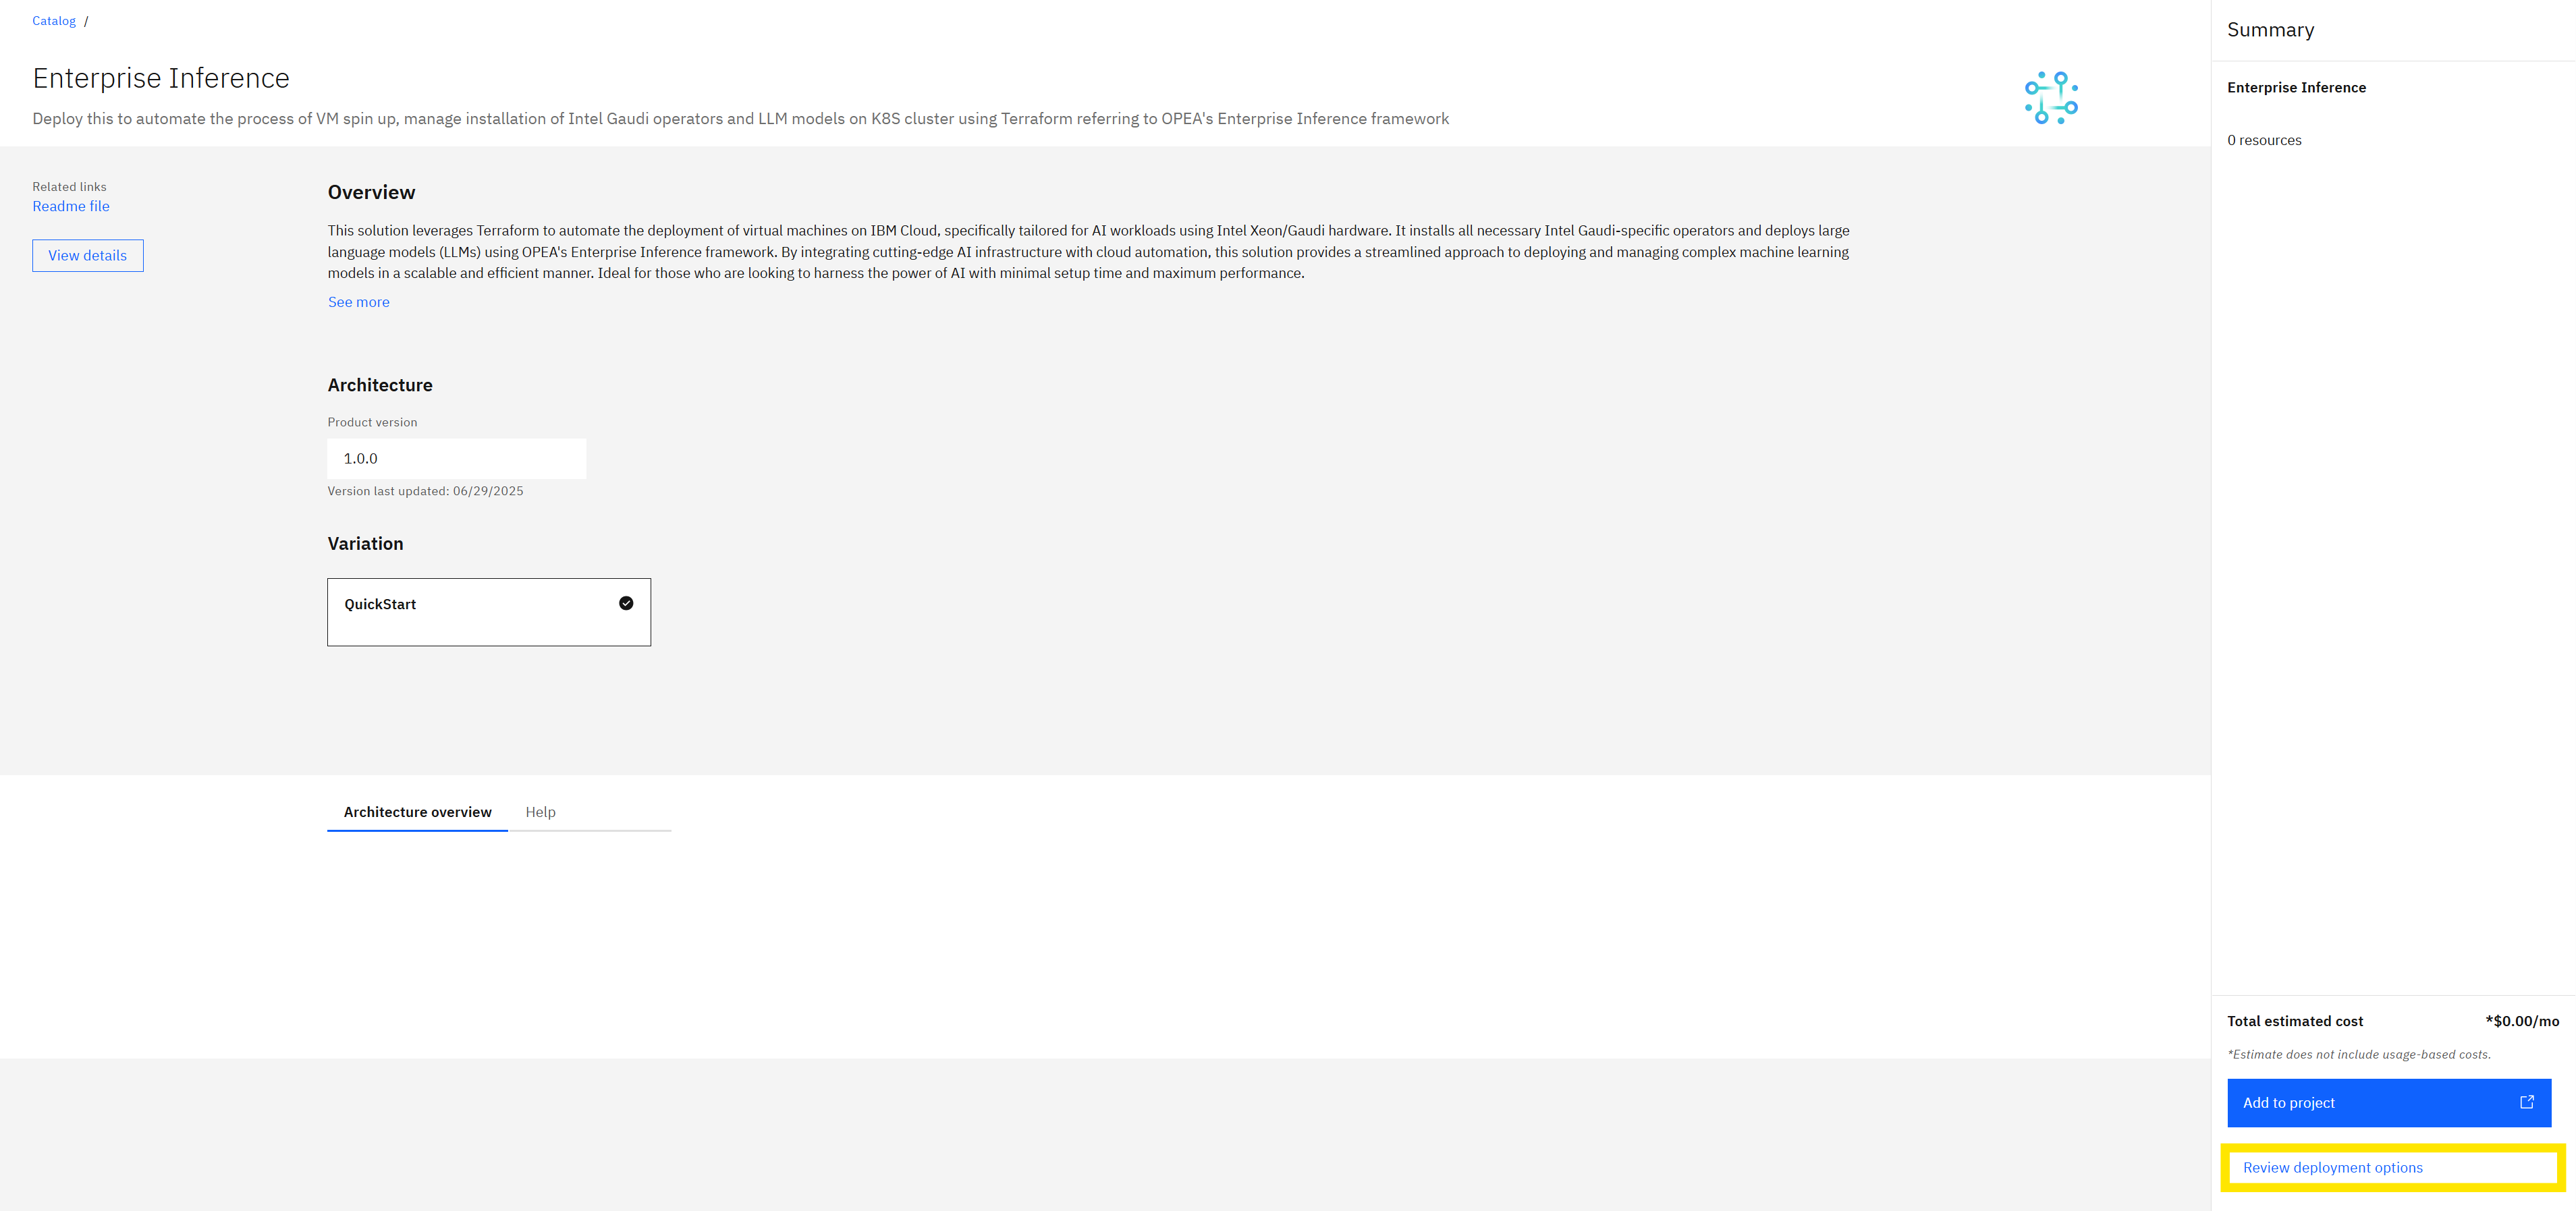 Catalog /
Enterprise Inference
Deploy this to automate the process of VM spin up, manage installation of Intel Gaudi operators and LLM models on K8S cluster using Terraform referring to OPEA's Enterprise Inference framework
Related links
Readme file
View details
Overview
This solution leverages Terraform to automate the deployment of virtual machines on IBM Cloud, specifically tailored for AI workloads using Intel Xeon/Gaudi hardware. It installs all necessary Intel Gaudi-specific operators and deploys large
language models (LLMs) using OPEA's Enterprise Inference framework. By integrating cutting-edge AI infrastructure with cloud automation, this solution provides a streamlined approach to deploying and managing complex machine learning
models in a scalable and efficient manner. Ideal for those who are looking to harness the power of AI with minimal setup time and maximum performance.
See more
Architecture
Product version
1.0.0
Version last updated: 06/29/2025
Variation
QuickStart
Architecture overview Help
Summary
Enterprise Inference
0 resources
Total estimated cost *$0.00/mo
*Estimate does not include usage-based costs.
Add to project
Review deployment options